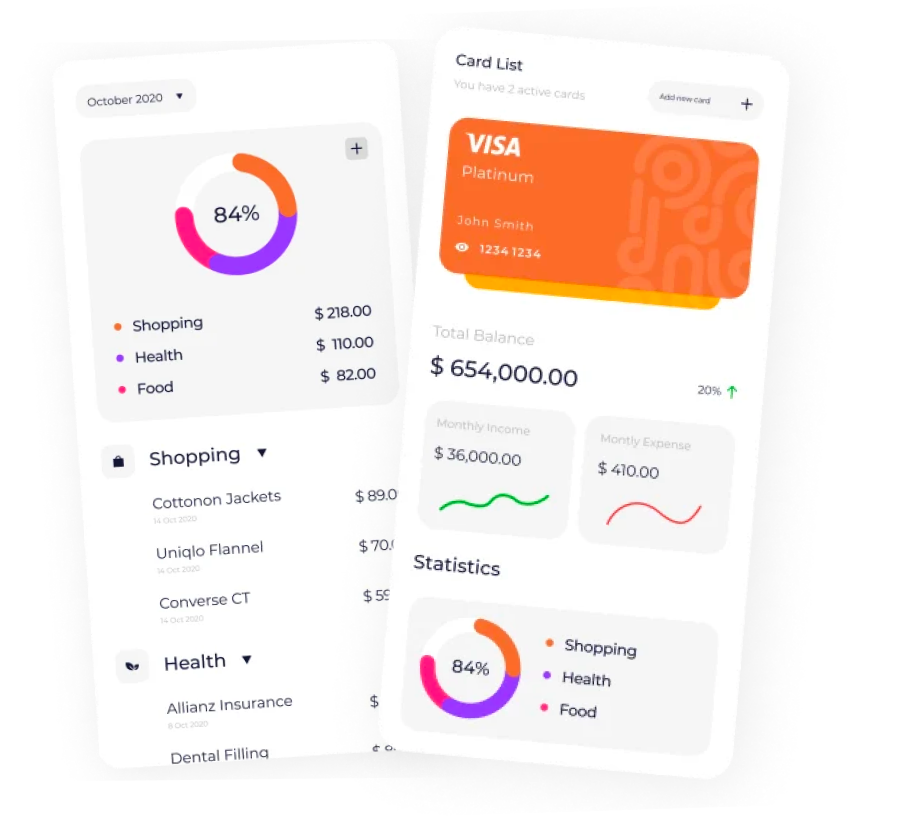 October 2020
84%
Shopping $ 218.00
Health $ 110.00
Food $ 82.00
Shopping
Cottonon Jackets $ 89.0
14 Oct 2020
Uniqlo Flannel $ 70.
14 Oct 2020
Converse CT $ 59
14 Oct 2020
Health
Allianz Insurance $
8 Oct 2020
Dental Filling $
Card List
You have 2 active cards
Add new card +
VISA
Platinum
John Smith
1234 1234
Total Balance
$ 654,000.00
20%
Monthly Income
$ 36,000.00
Montly Expense
$ 410.00
Statistics
84%
Shopping
Health
Food